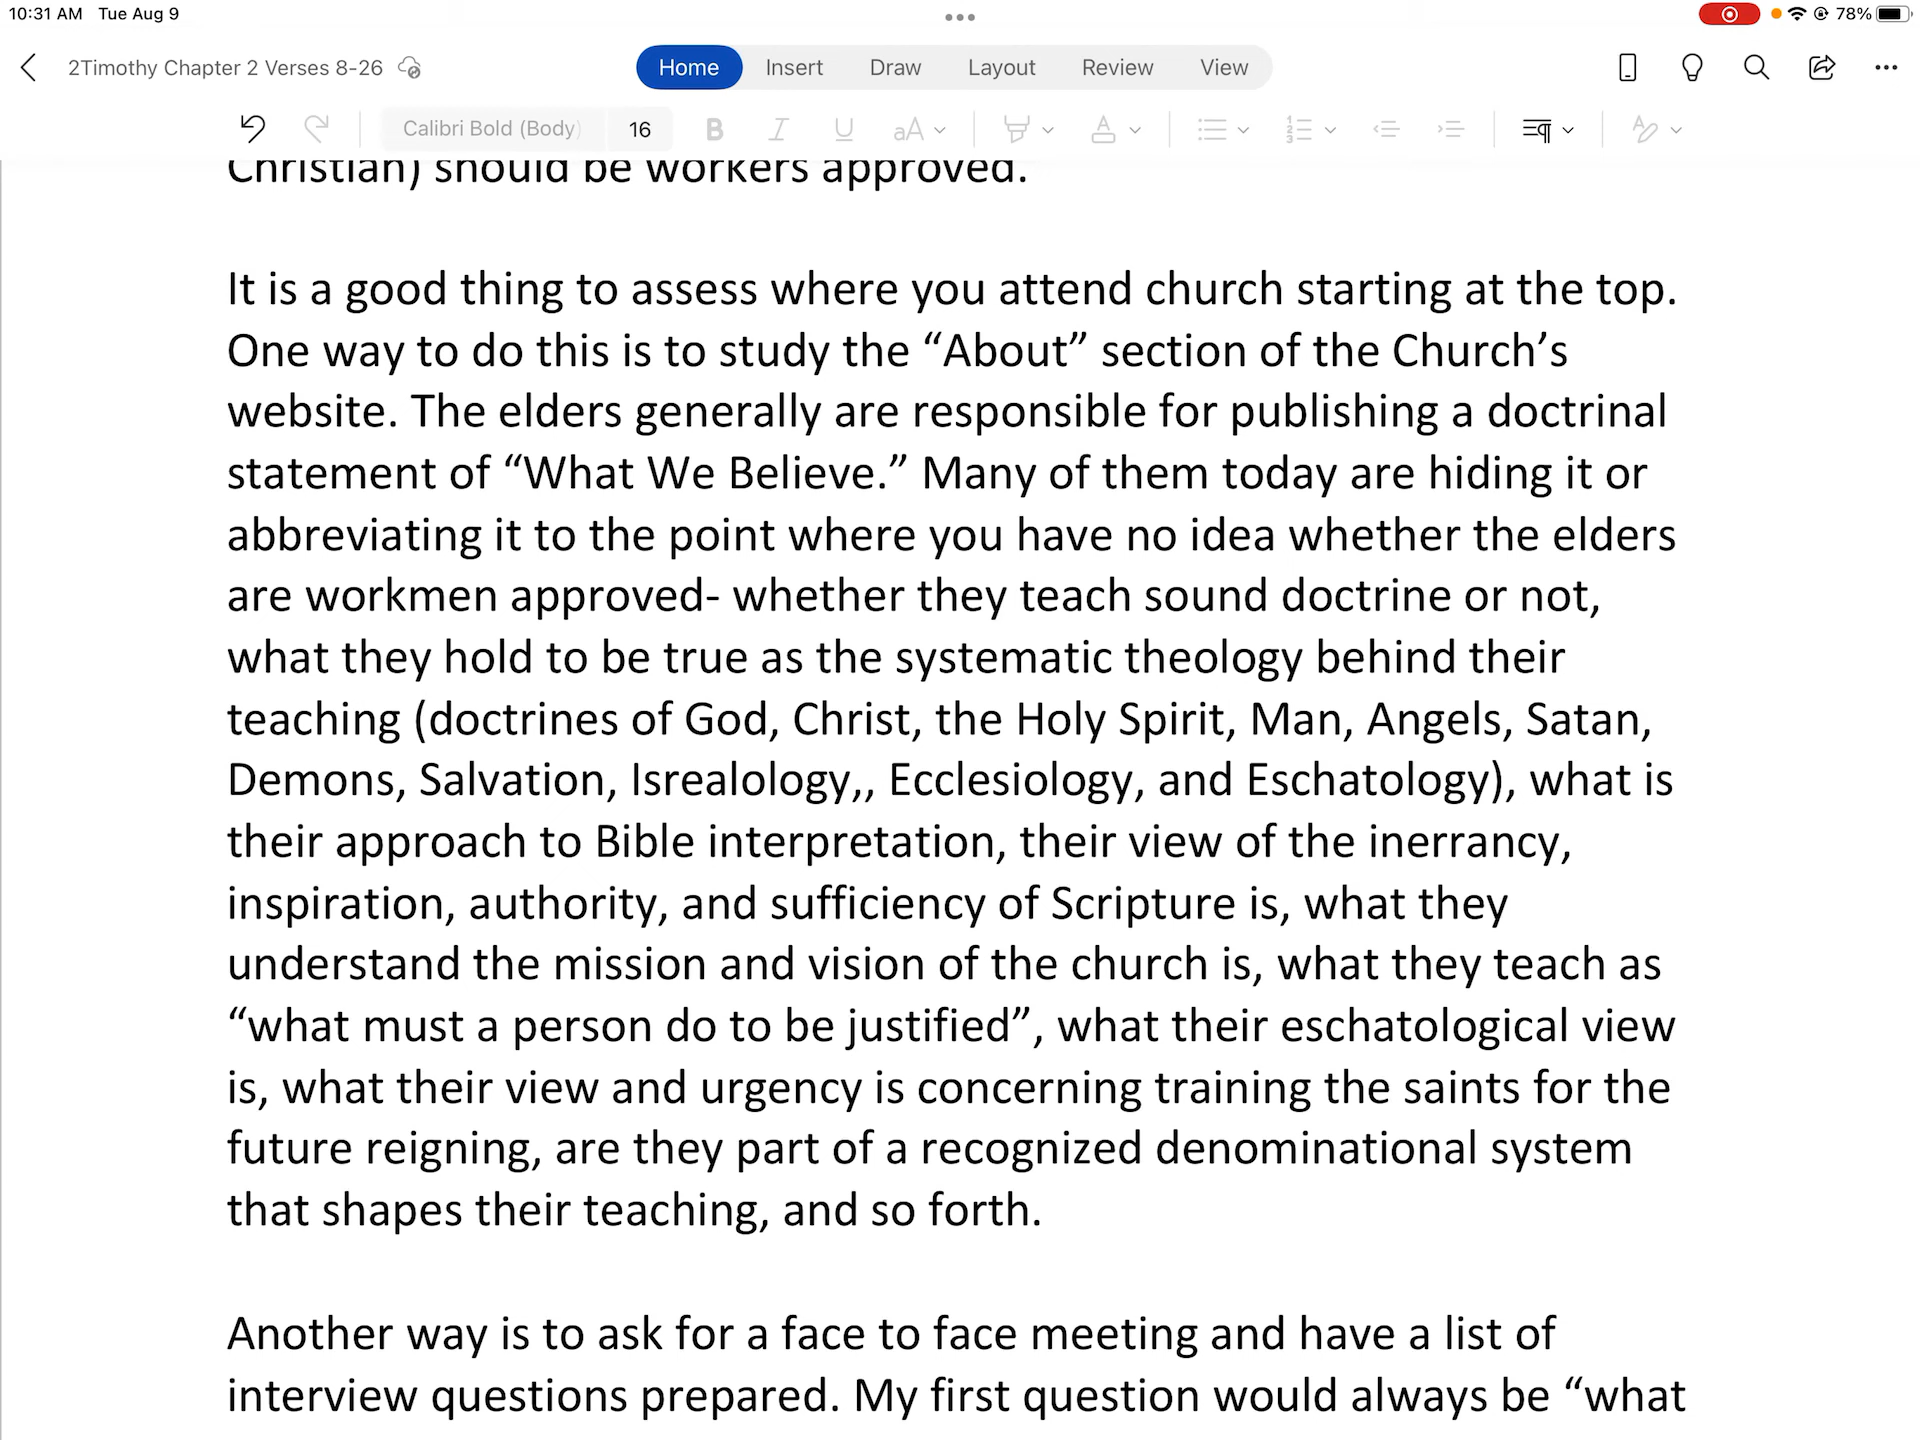 10:31 AM Tue Aug 9
78%
2Timothy Chapter 2 Verses 8-26
Home Insert Draw Layout Review View
Calibri Bold (Body) 16 B I U aA A
Christian) should be workers approved.
It is a good thing to assess where you attend church starting at the top.
One way to do this is to study the “About” section of the Church’s
website. The elders generally are responsible for publishing a doctrinal
statement of “What We Believe.” Many of them today are hiding it or
abbreviating it to the point where you have no idea whether the elders
are workmen approved- whether they teach sound doctrine or not,
what they hold to be true as the systematic theology behind their
teaching (doctrines of God, Christ, the Holy Spirit, Man, Angels, Satan,
Demons, Salvation, Isrealology,, Ecclesiology, and Eschatology), what is
their approach to Bible interpretation, their view of the inerrancy,
inspiration, authority, and sufficiency of Scripture is, what they
understand the mission and vision of the church is, what they teach as
“what must a person do to be justified”, what their eschatological view
is, what their view and urgency is concerning training the saints for the
future reigning, are they part of a recognized denominational system
that shapes their teaching, and so forth.
Another way is to ask for a face to face meeting and have a list of
interview questions prepared. My first question would always be “what